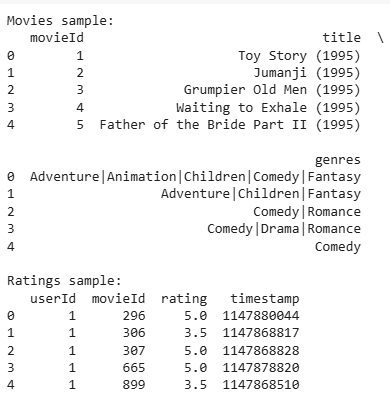 Movies sample:
movieId title \
0 1 Toy Story (1995)
1 2 Jumanji (1995)
2 3 Grumpier Old Men (1995)
3 4 Waiting to Exhale (1995)
4 5 Father of the Bride Part II (1995)
genres
0 Adventure|Animation|Children|Comedy|Fantasy
1 Adventure|Children|Fantasy
2 Comedy|Romance
3 Comedy|Drama|Romance
4 Comedy
Ratings sample:
userId movieId rating timestamp
0 1 296 5.0 1147880044
1 1 306 3.5 1147868817
2 1 307 5.0 1147868828
3 1 665 5.0 1147878820
4 1 899 3.5 1147868510